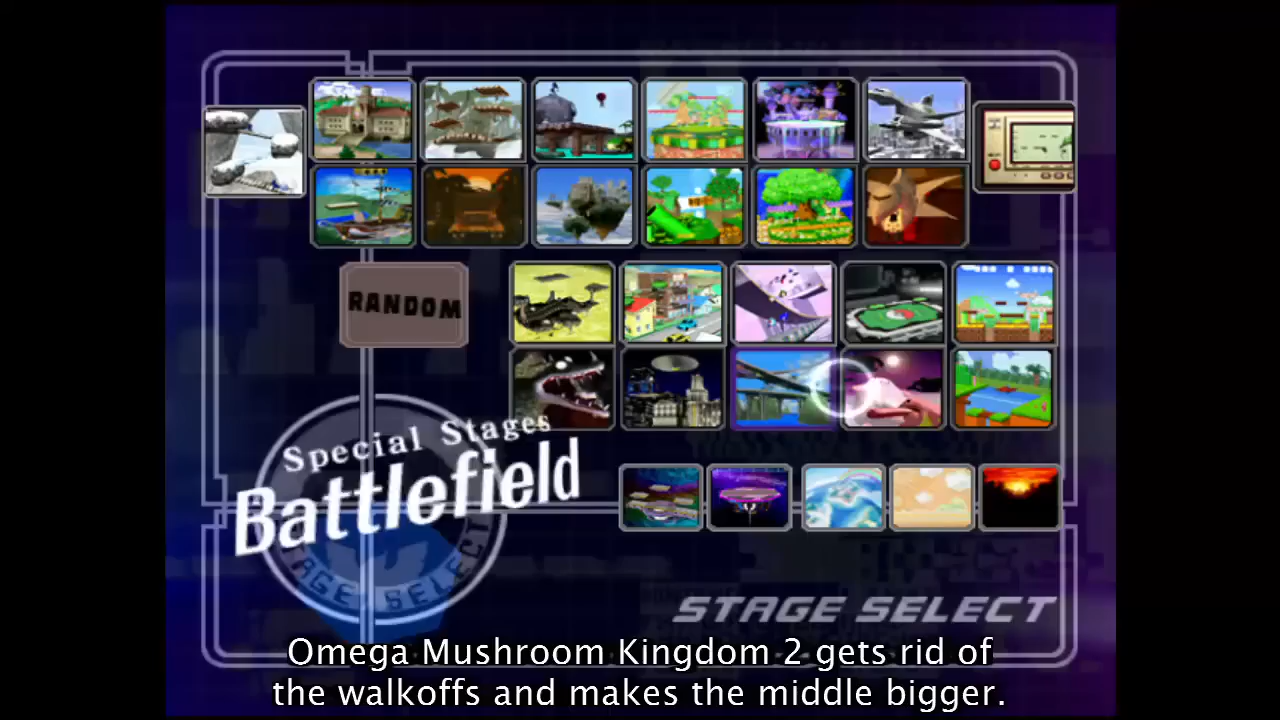 RANDOM
Special Stages
Battlefield
STAGE SELECT
STAGE SELECT
Omega Mushroom Kingdom 2 gets rid of
the walkoffs and makes the middle bigger.